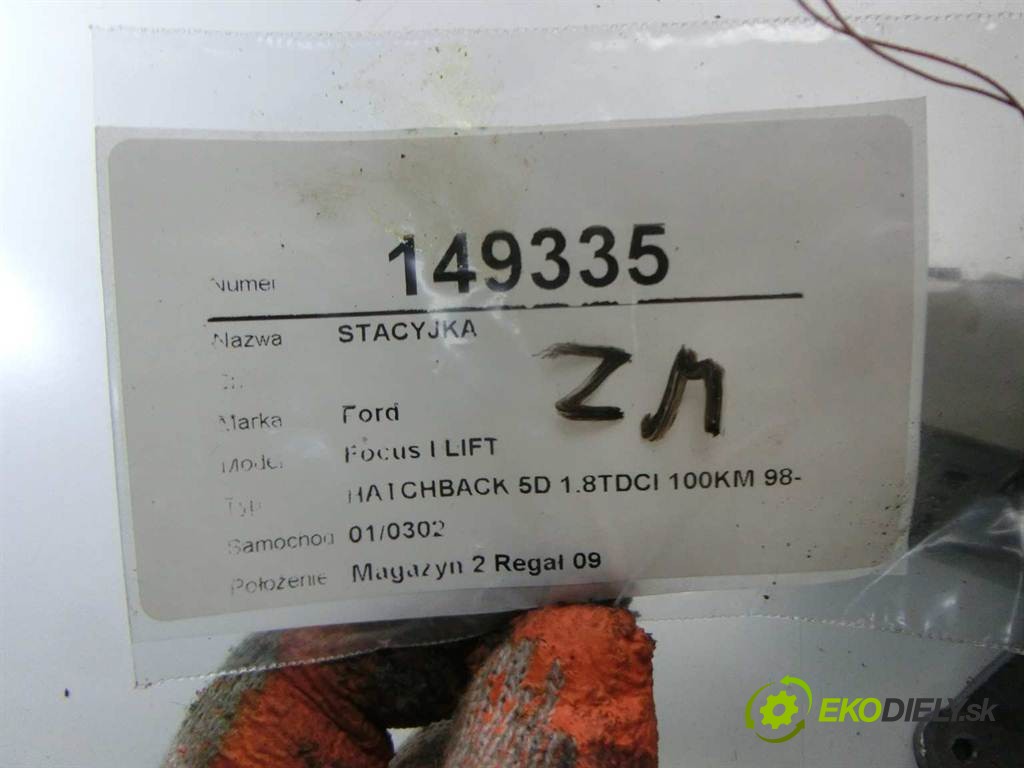 Numer 149335
Nazwa STACYJKA
ZM
Marka Ford
Model Focus I LIFT
Typ HATCHBACK 5D 1.8TDCI 100KM 98-
Samochod 01/0302
Położenie Magazyn 2 Regał 09
EKODIELY.sk